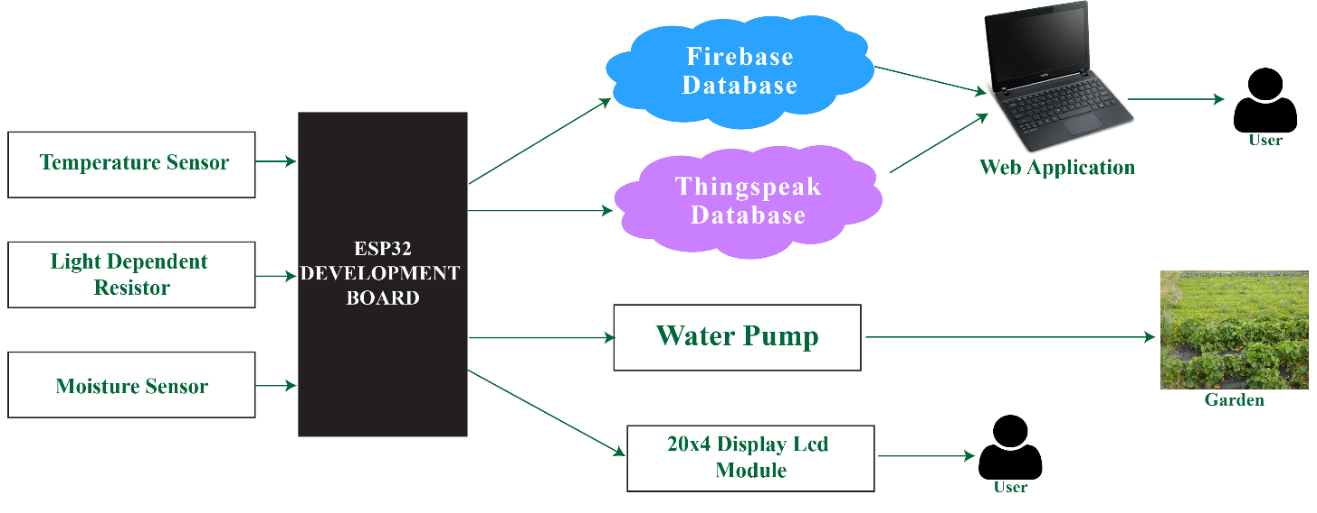 Firebase
Database
Temperature Sensor
Thingspeak
Database
Web Application
User
Light Dependent
Resistor
ESP32
DEVELOPMENT
BOARD
Water Pump
Moisture Sensor
Garden
20x4 Display Lcd
Module
User